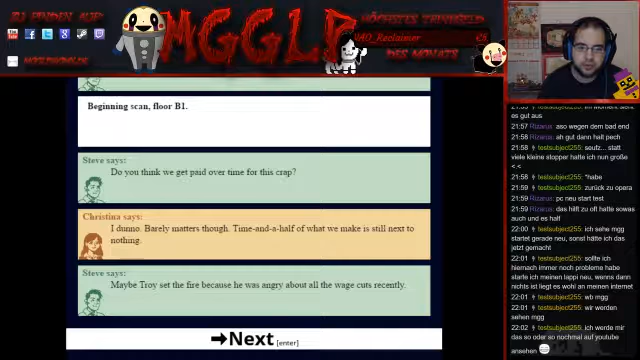 ZU FINDEN AUF:
MGGLP
HÖCHSTES TRINKGELD
DES MONATS
Beginning scan, floor B1.
Steve says:
Do you think we get paid over time for this crap?
Christina says:
I dunno. Barely matters though. Time-and-a-half of what we make is still next to
nothing.
Steve says:
Maybe Troy set the fire because he was angry about all the wage cuts recently.
➡Next [enter]
es gut aus
21:57 Rizarus: aso wegen dem bad end
21:58 Rizarus: ah gut dann halt pech
21:58 testsubject255: seufz... statt
viele kleine stopper hatte ich nun große
<.<
21:58 testsubject255: *habe
21:59 testsubject255: zurück zu opera
21:59 Rizarus: pc neu start test
21:59 Rizarus: das hilft zu oft hatte sowas
auch und es half
22:00 testsubject255: ich sehe mgg
startet gerade neu, sonst hätte ich das
jetzt gemacht
22:01 testsubject255: sollte ich
hiernach immer noch probleme habe
starte ich meinen lappi neu, wenns dann
nichts ist liegt es wohl an meinen internet
22:01 testsubject255: wb mgg
22:01 testsubject255: wir werden
sehen mgg
22:02 testsubject255: ich werde mir
das so oder so nochmal auf youtube
ansehen